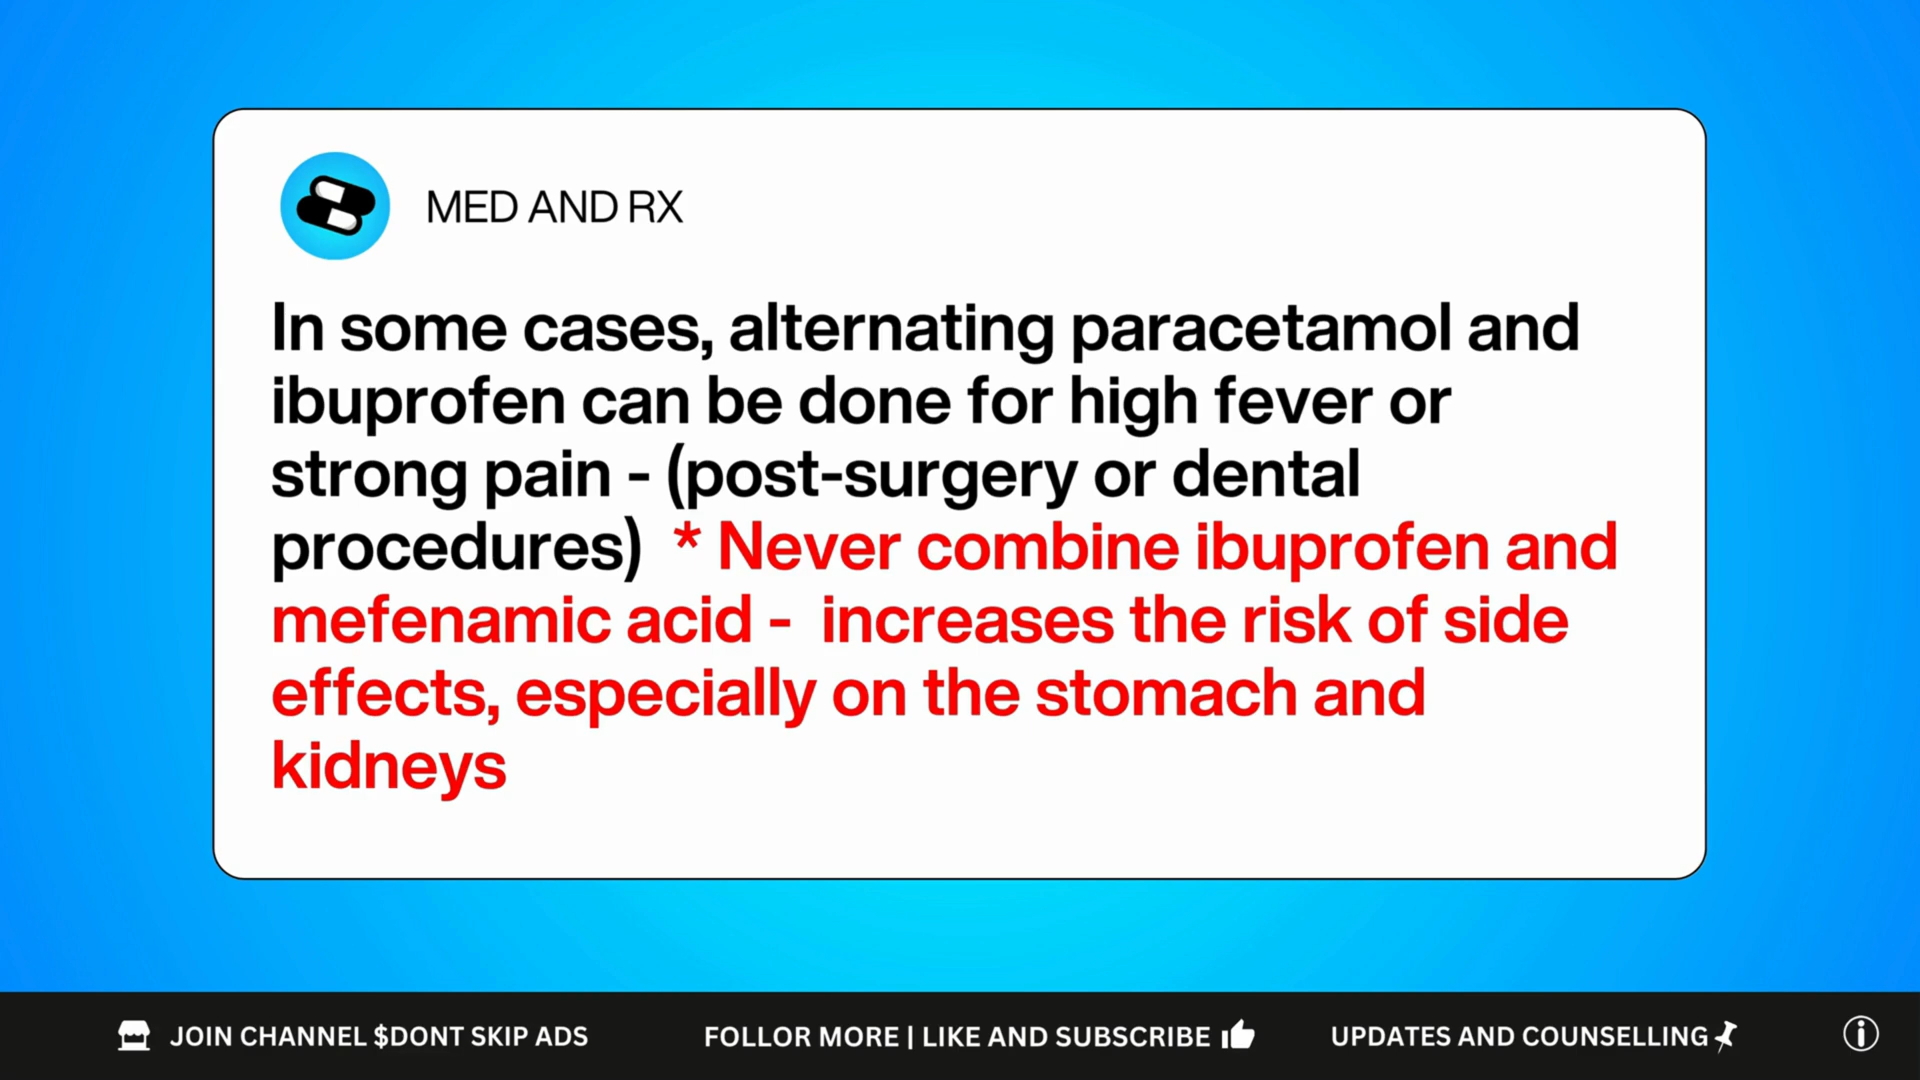 MED AND RX
In some cases, alternating paracetamol and
ibuprofen can be done for high fever or
strong pain - (post-surgery or dental
procedures)  * Never combine ibuprofen and
mefenamic acid -  increases the risk of side
effects, especially on the stomach and
kidneys
JOIN CHANNEL $DONT SKIP ADS
FOLLOR MORE | LIKE AND SUBSCRIBE
UPDATES AND COUNSELLING